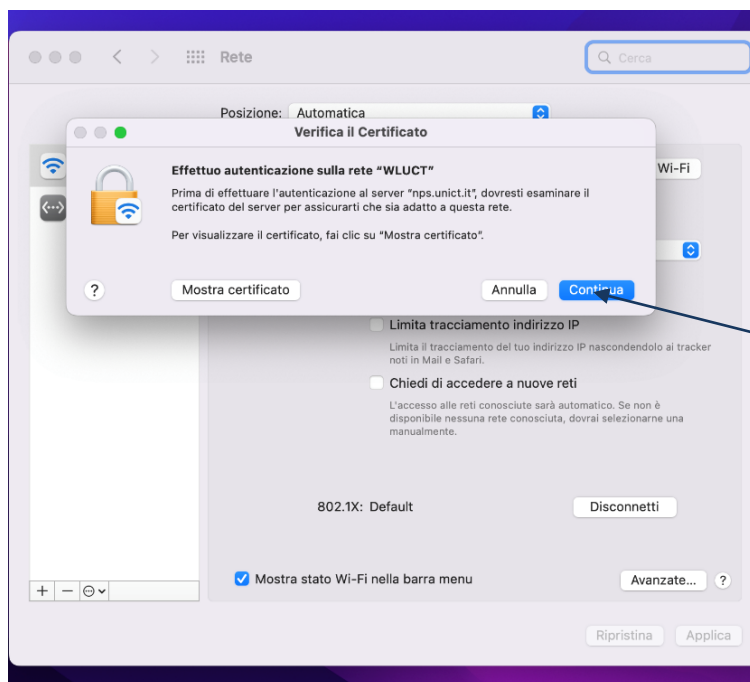 Rete
Cerca
Posizione: Automatica
Verifica il Certificato
Effettuo autenticazione sulla rete “WLUCT”
Wi-Fi
Prima di effettuare l'autenticazione al server “nps.unict.it”, dovresti esaminare il
certificato del server per assicurarti che sia adatto a questa rete.
Per visualizzare il certificato, fai clic su “Mostra certificato”.
? Mostra certificato Annulla Continua
Limita tracciamento indirizzo IP
Limita il tracciamento del tuo indirizzo IP nascondendolo ai tracker
noti in Mail e Safari.
Chiedi di accedere a nuove reti
L'accesso alle reti conosciute sarà automatico. Se non è
disponibile nessuna rete conosciuta, dovrai selezionarne una
manualmente.
802.1X: Default Disconnetti
Mostra stato Wi-Fi nella barra menu Avanzate... ?
Ripristina Applica